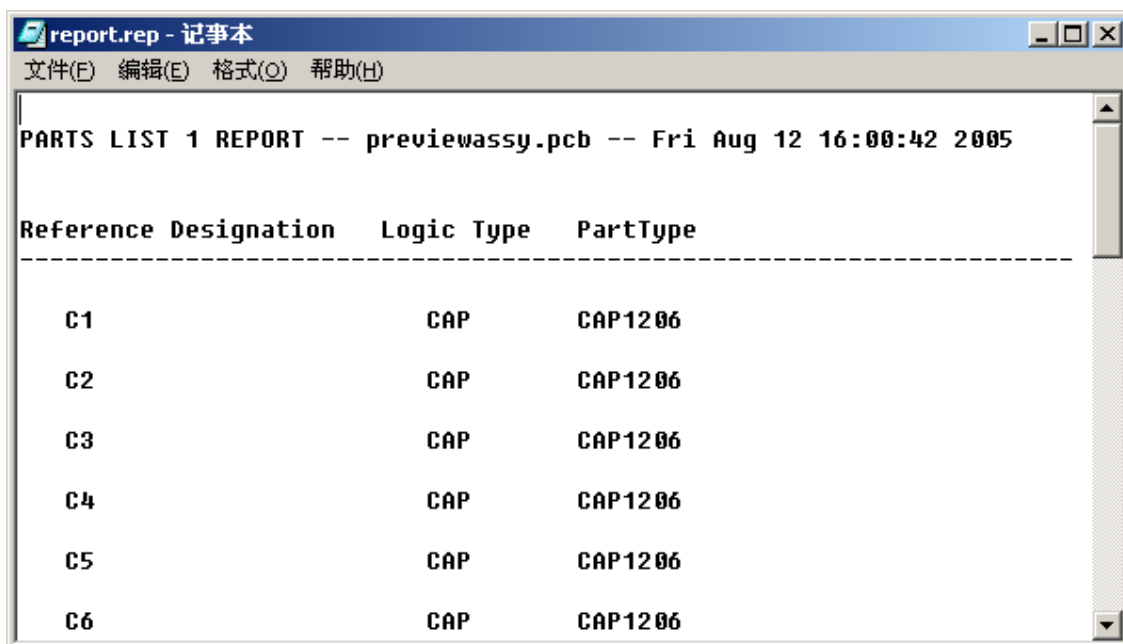 report.rep - 记事本
文件(F) 编辑(E) 格式(O) 帮助(H)
PARTS LIST 1 REPORT -- previewassy.pcb -- Fri Aug 12 16:00:42 2005
Reference Designation Logic Type PartType
-----------------------------------------------------------------------
C1 CAP CAP1206
C2 CAP CAP1206
C3 CAP CAP1206
C4 CAP CAP1206
C5 CAP CAP1206
C6 CAP CAP1206